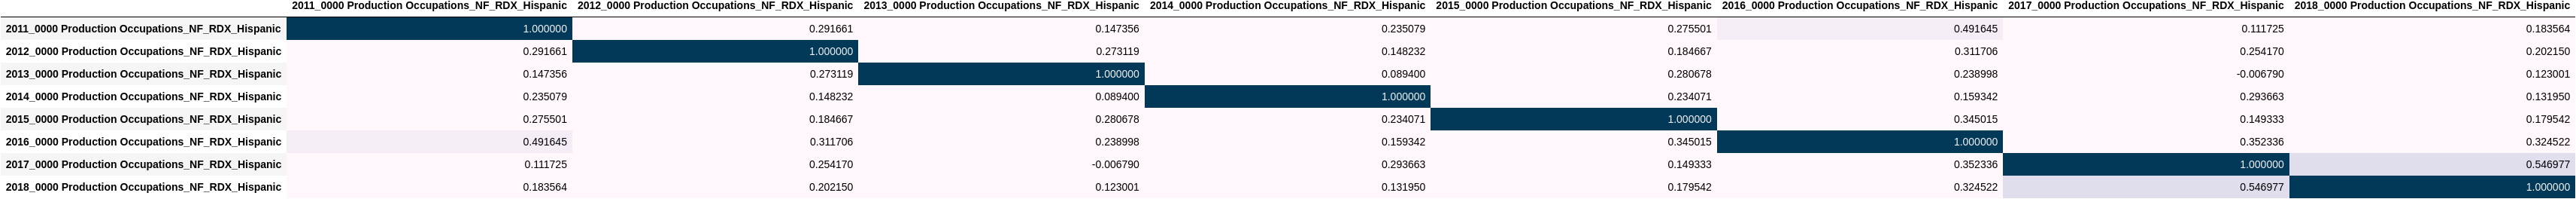 2011_0000 Production Occupations_NF_RDX_Hispanic 2012_0000 Production Occupations_NF_RDX_Hispanic 2013_0000 Production Occupations_NF_RDX_Hispanic 2014_0000 Production Occupations_NF_RDX_Hispanic 2015_0000 Production Occupations_NF_RDX_Hispanic 2016_0000 Production Occupations_NF_RDX_Hispanic 2017_0000 Production Occupations_NF_RDX_Hispanic 2018_0000 Production Occupations_NF_RDX_Hispanic
2011_0000 Production Occupations_NF_RDX_Hispanic 1.000000 0.291661 0.147356 0.235079 0.275501 0.491645 0.111725 0.183564
2012_0000 Production Occupations_NF_RDX_Hispanic 0.291661 1.000000 0.273119 0.148232 0.184667 0.311706 0.254170 0.202150
2013_0000 Production Occupations_NF_RDX_Hispanic 0.147356 0.273119 1.000000 0.089400 0.280678 0.238998 -0.006790 0.123001
2014_0000 Production Occupations_NF_RDX_Hispanic 0.235079 0.148232 0.089400 1.000000 0.234071 0.159342 0.293663 0.131950
2015_0000 Production Occupations_NF_RDX_Hispanic 0.275501 0.184667 0.280678 0.234071 1.000000 0.345015 0.149333 0.179542
2016_0000 Production Occupations_NF_RDX_Hispanic 0.491645 0.311706 0.238998 0.159342 0.345015 1.000000 0.352336 0.324522
2017_0000 Production Occupations_NF_RDX_Hispanic 0.111725 0.254170 -0.006790 0.293663 0.149333 0.352336 1.000000 0.546977
2018_0000 Production Occupations_NF_RDX_Hispanic 0.183564 0.202150 0.123001 0.131950 0.179542 0.324522 0.546977 1.000000